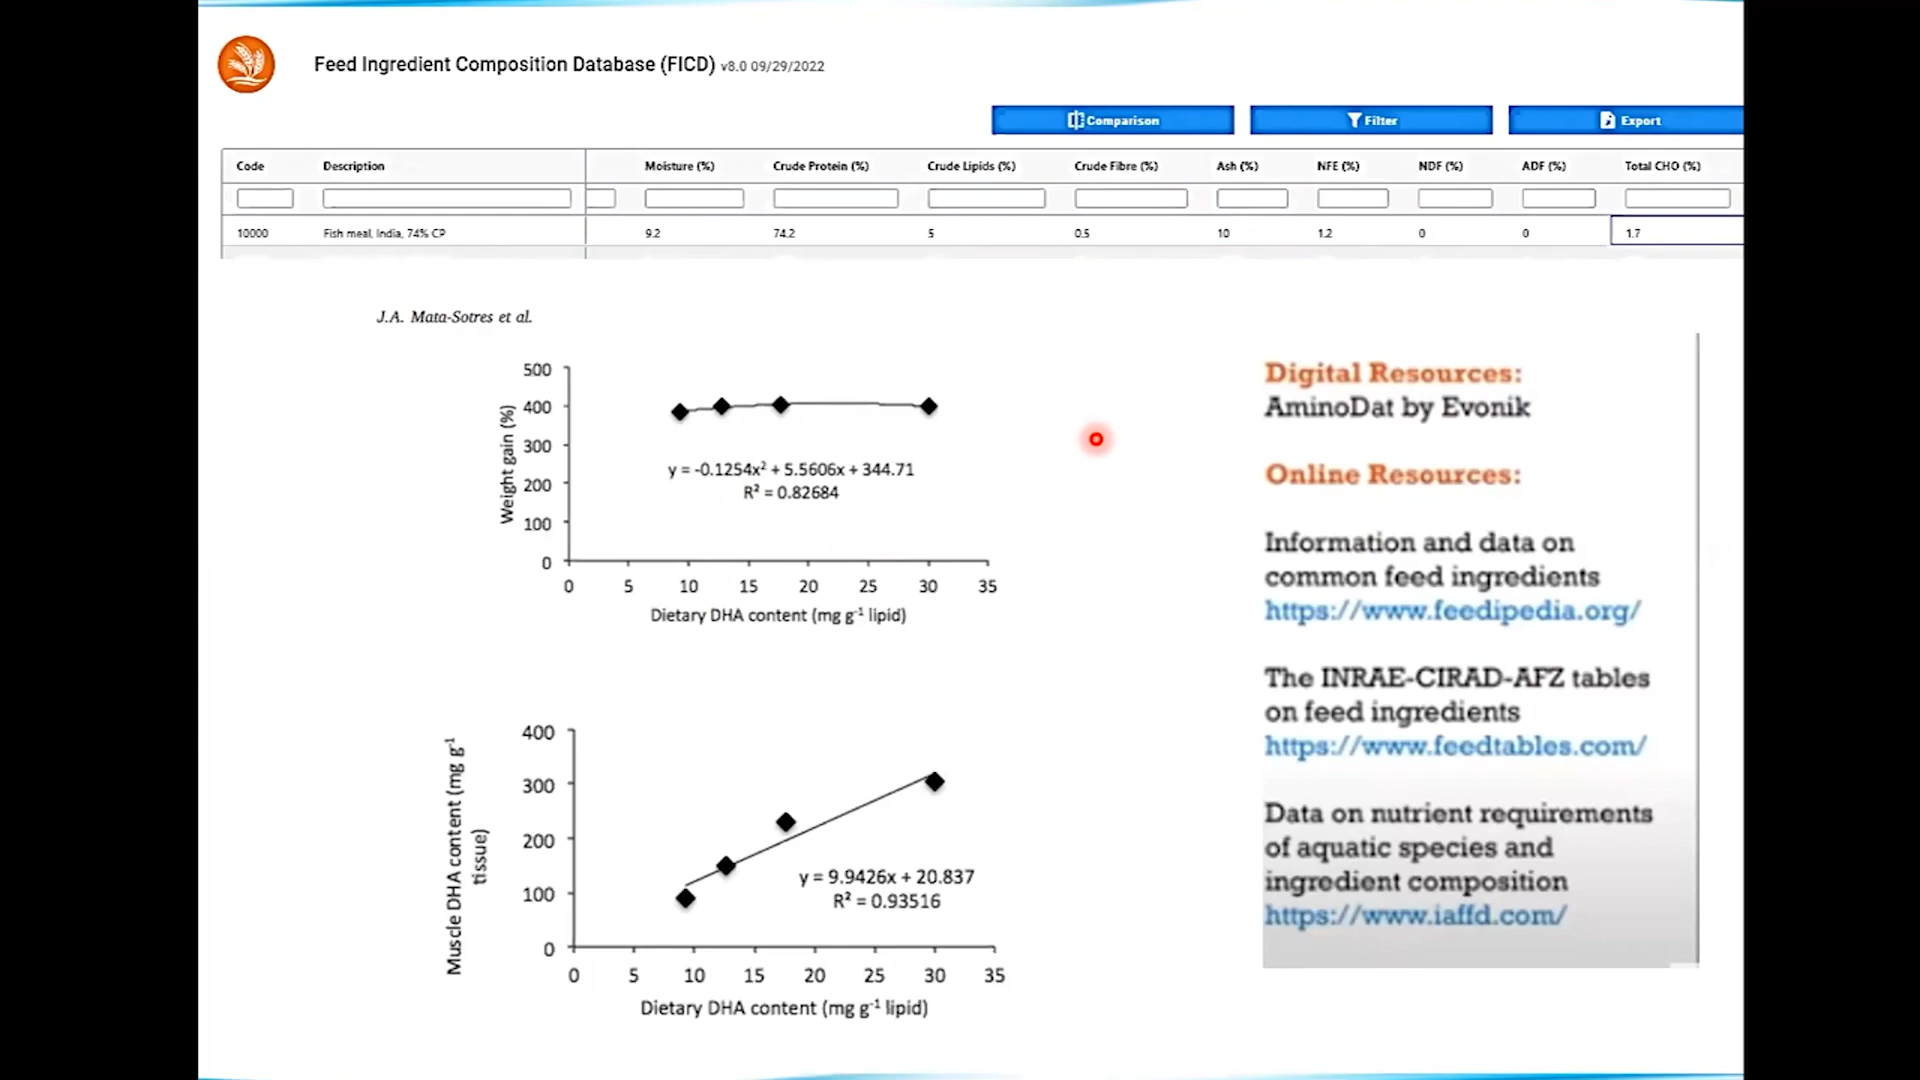 Feed Ingredient Composition Database (FICD) v8.0 09/29/2022
Comparison Filter Export
Code Description Moisture (%) Crude Protein (%) Crude Lipids (%) Crude Fibre (%) Ash (%) NFE (%) NDF (%) ADF (%) Total CHO (%)
10000 Fish meal, India, 74% CP 9.2 74.2 5 0.5 10 1.2 0 0 1.7
J.A. Mata-Sotres et al.
500
400
300
200
100
0
Weight gain (%)
y = -0.1254x² + 5.5606x + 344.71
R² = 0.82684
0 5 10 15 20 25 30 35
Dietary DHA content (mg g⁻¹ lipid)
400
300
200
100
0
Muscle DHA content (mg g⁻¹
tissue)
y = 9.9426x + 20.837
R² = 0.93516
0 5 10 15 20 25 30 35
Dietary DHA content (mg g⁻¹ lipid)
Digital Resources:
AminoDat by Evonik
Online Resources:
Information and data on
common feed ingredients
https://www.feedipedia.org/
The INRAE-CIRAD-AFZ tables
on feed ingredients
https://www.feedtables.com/
Data on nutrient requirements
of aquatic species and
ingredient composition
https://www.iaffd.com/